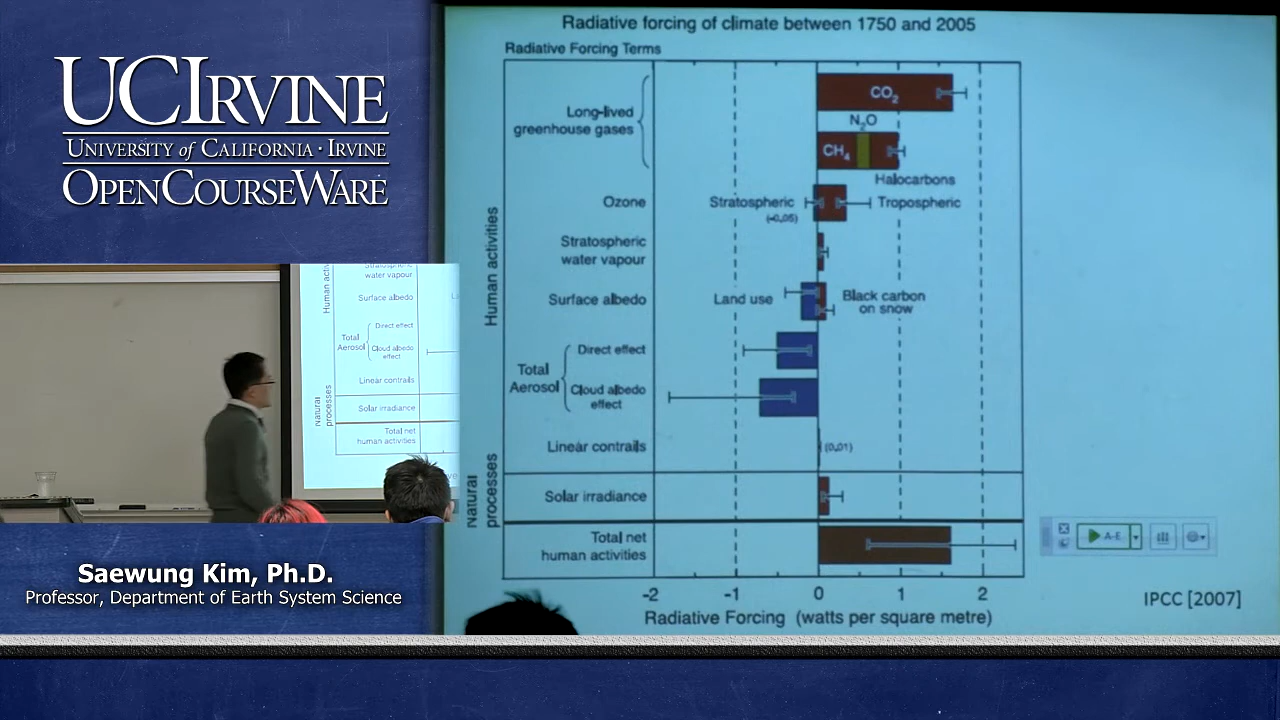 UCIRVINE
UNIVERSITY of CALIFORNIA · IRVINE
OPENCOURSEWARE
Stratospheric
water vapour
Surface albedo
Direct effect
Total
Aerosol
Cloud albedo
effect
Linear contrails
Solar irradiance
Total net
human activities
Natural
processes
Saewung Kim, Ph.D.
Professor, Department of Earth System Science
Radiative forcing of climate between 1750 and 2005
Radiative Forcing Terms
Long-lived
greenhouse gases
CO₂
N₂O
CH₄
Halocarbons
Ozone
Stratospheric
(-0.05)
Tropospheric
Human activities
Stratospheric
water vapour
Surface albedo
Land use
Black carbon
on snow
Total
Aerosol
Direct effect
Cloud albedo
effect
Linear contrails
(0.01)
Natural
processes
Solar irradiance
Total net
human activities
A-E
-2 -1 0 1 2
Radiative Forcing (watts per square metre)
IPCC [2007]